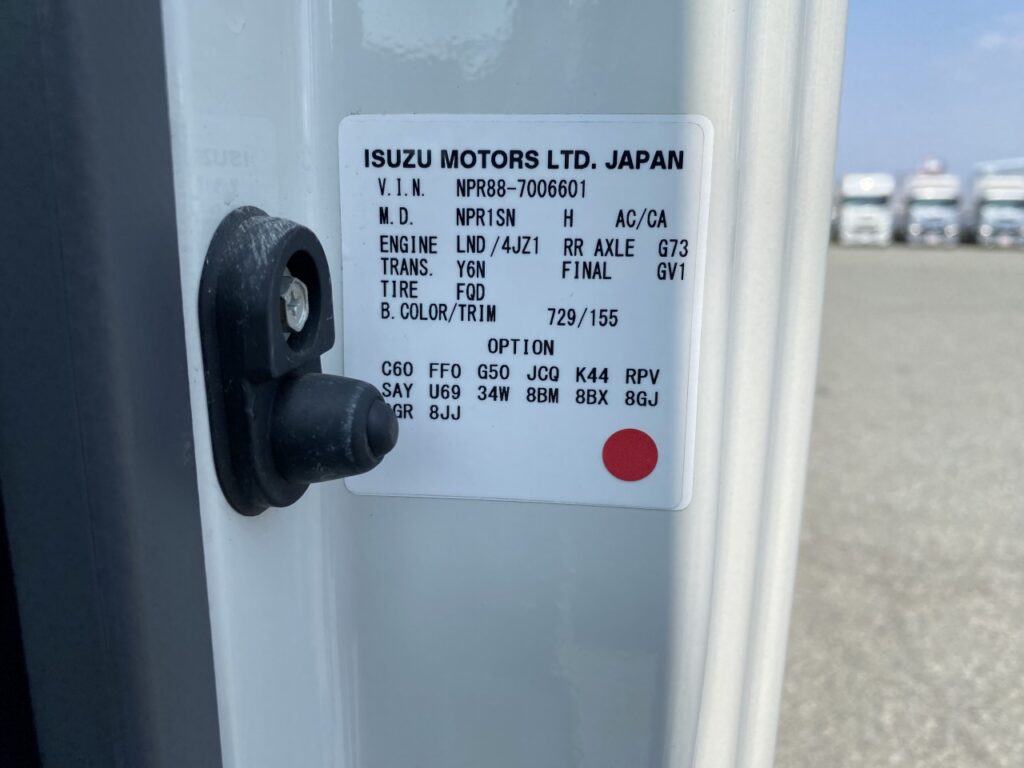 ISUZU MOTORS LTD. JAPAN
V.I.N. NPR88-7006601
M.D. NPR1SN H AC/CA
ENGINE LND/4JZ1 RR AXLE G73
TRANS. Y6N FINAL GV1
TIRE FQD
B.COLOR/TRIM 729/155
OPTION
C60 FF0 G50 JCQ K44 RPV
SAY U69 34W 8BM 8BX 8GJ
8JJ